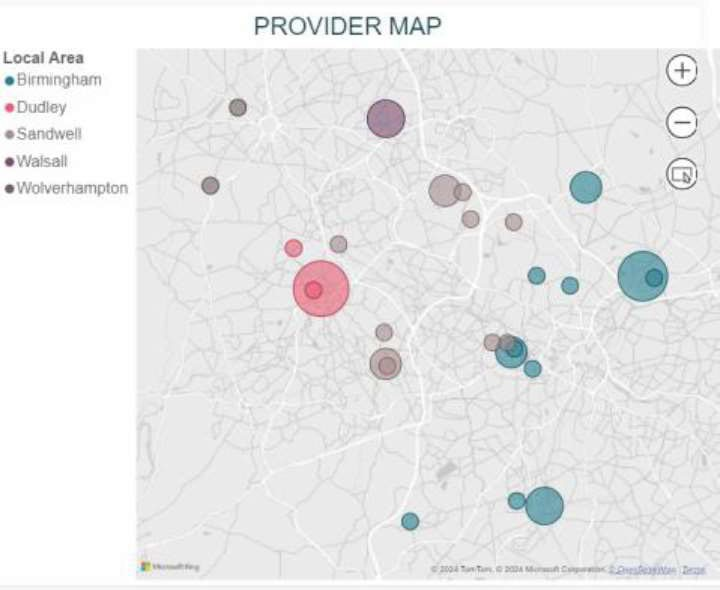 PROVIDER MAP
Local Area
Birmingham
Dudley
Sandwell
Walsall
Wolverhampton
Microsoft Bing
© 2024 TomTom, © 2024 Microsoft Corporation, © OpenStreetMap Terms